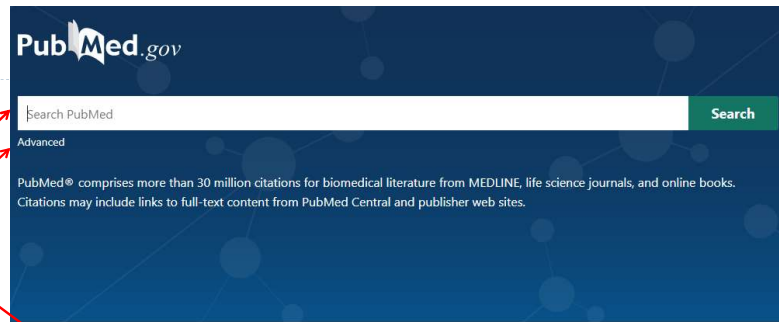 PubMed.gov
Search PubMed
Search
Advanced
PubMed® comprises more than 30 million citations for biomedical literature from MEDLINE, life science journals, and online books.
Citations may include links to full-text content from PubMed Central and publisher web sites.